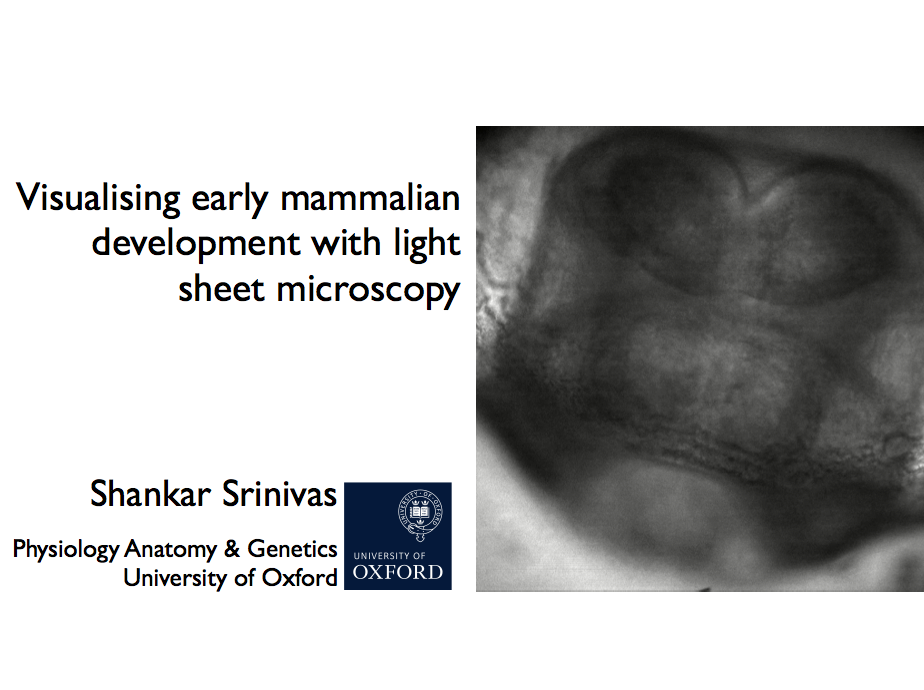 Visualising early mammalian
development with light
sheet microscopy
Shankar Srinivas
Physiology Anatomy & Genetics
University of Oxford
UNIVERSITY OF
OXFORD